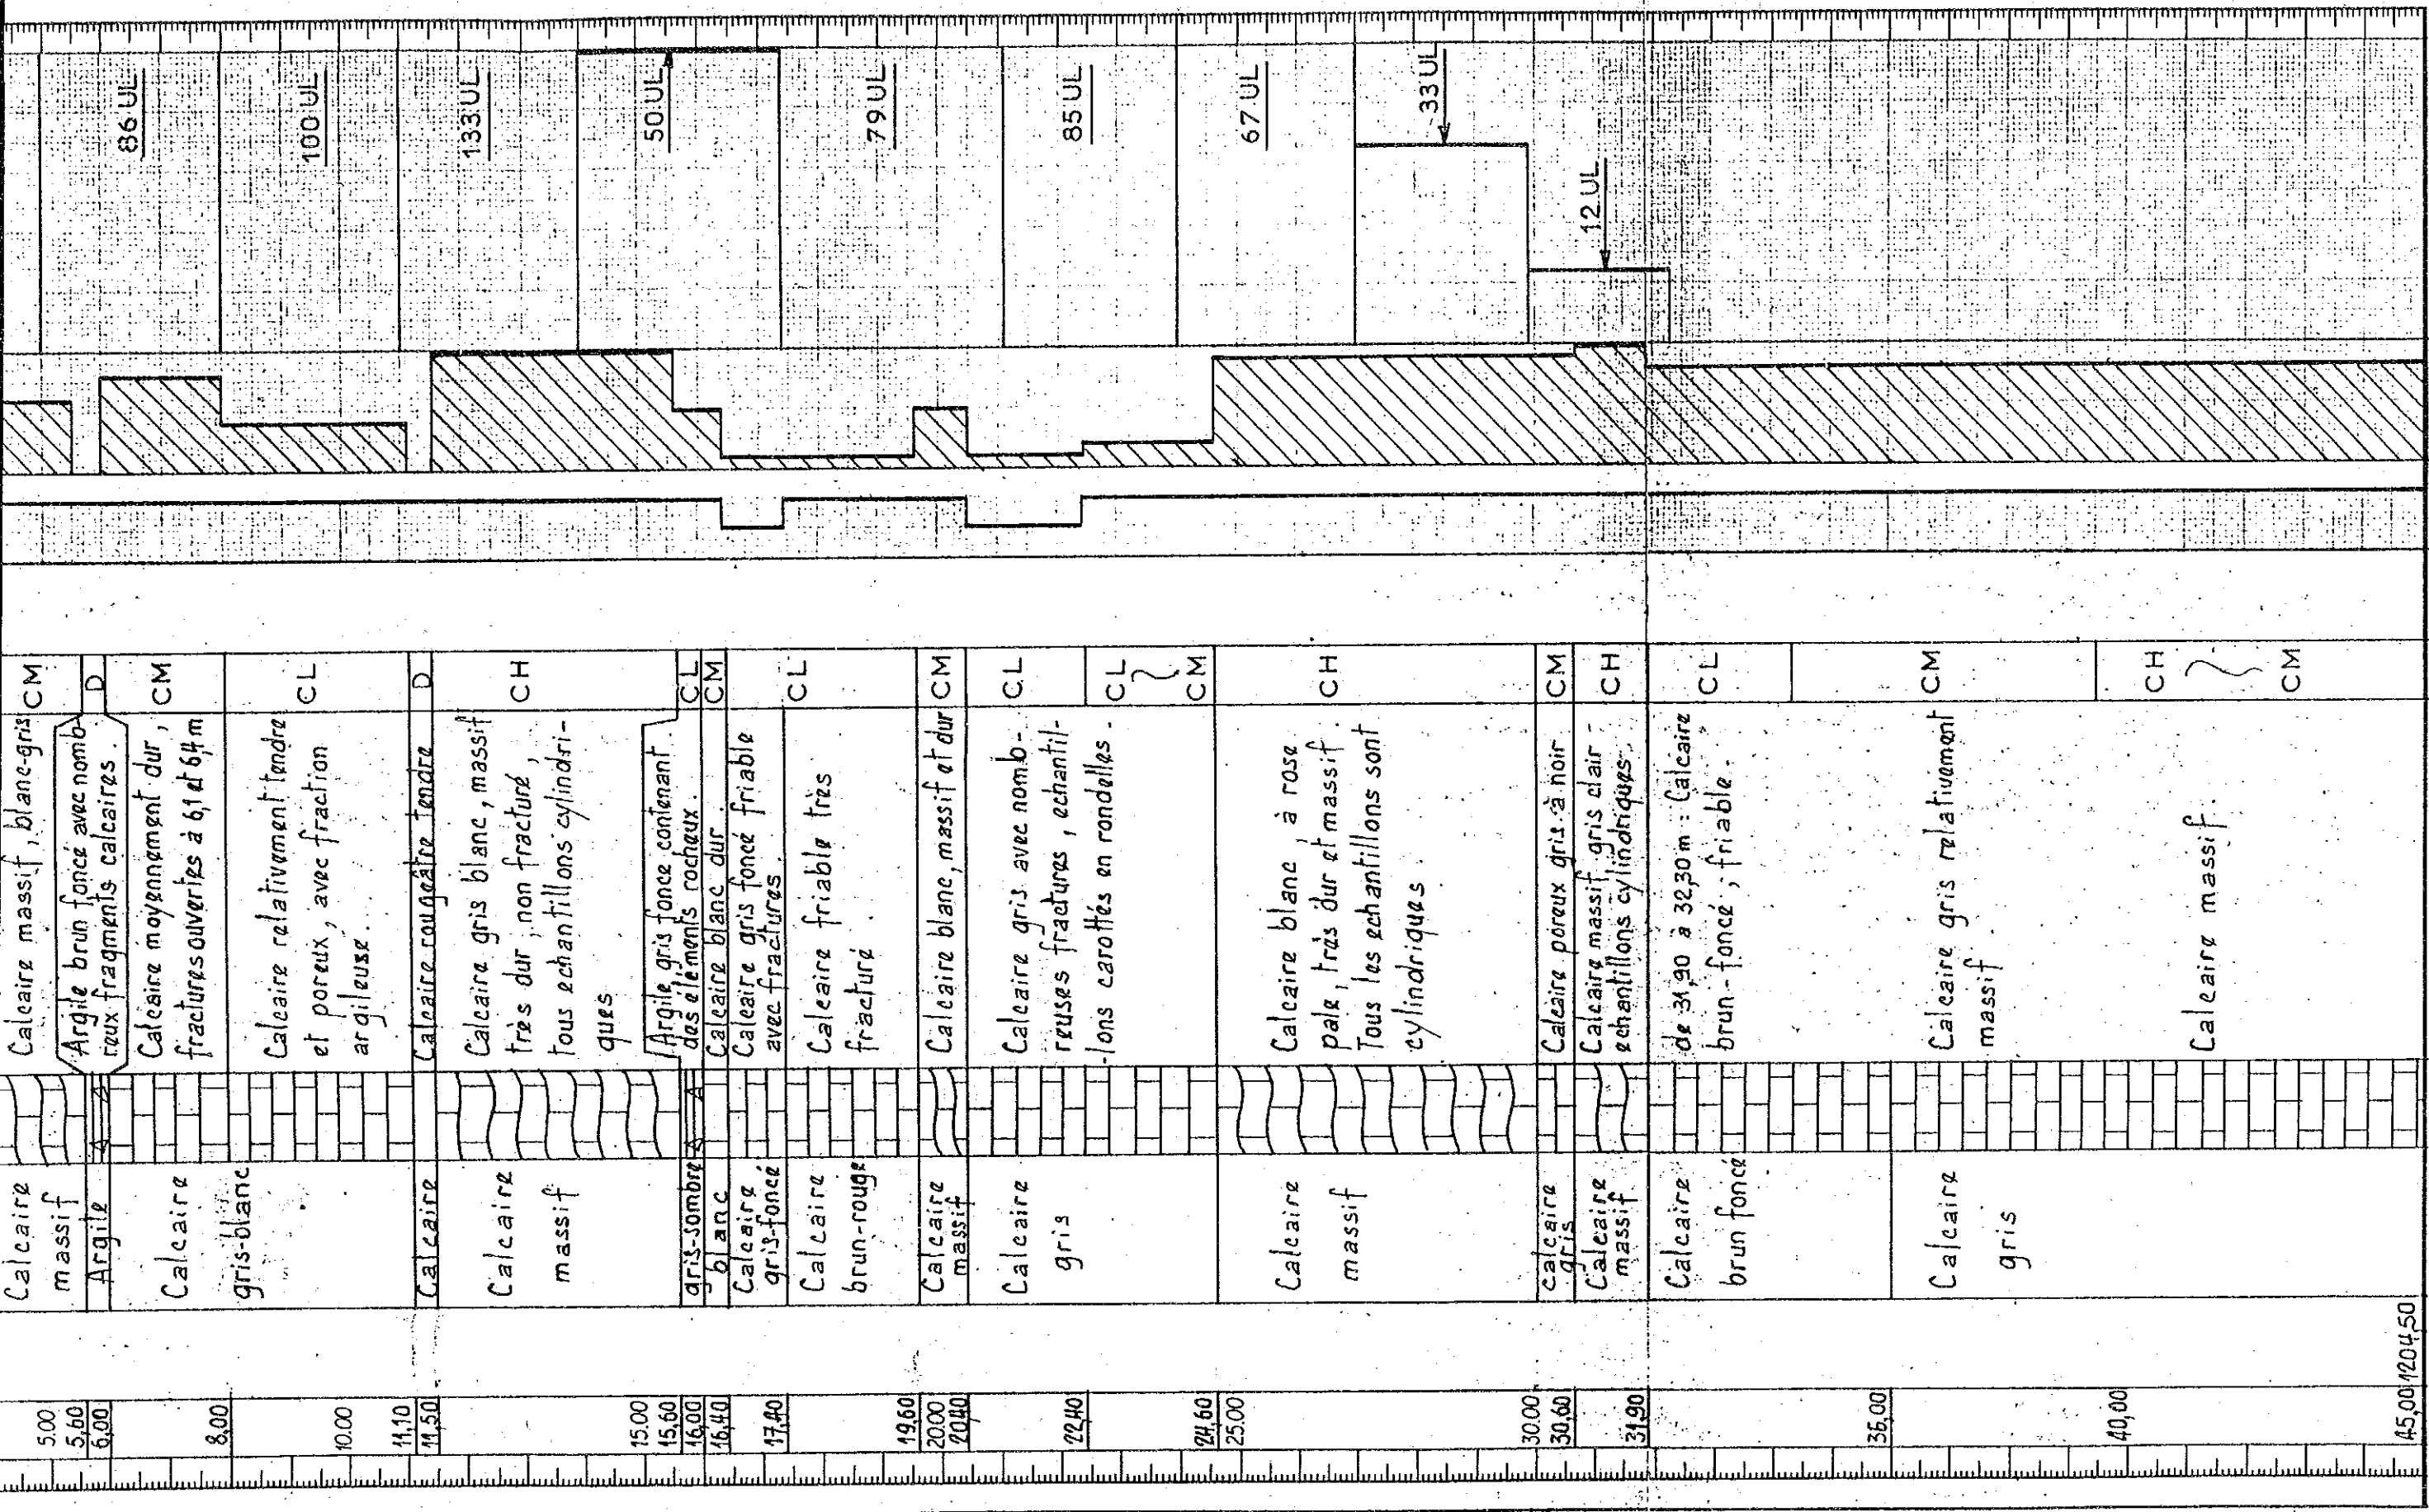 86 UL
100 UL
133 UL
50 UL
79 UL
85 UL
67 UL
33 UL
12 UL
CM
D
CM
CL
D
CH
CL
CM
CL
CM
CL
CL ~ CM
CH
CM
CH
CL
CM
CH ~ CM
Calcaire massif, blanc-gris
Argile brun foncé avec nomb-
reux fragments calcaires.
Calcaire moyennement dur,
fractures ouvertes à 6,1 et 6,4 m
Calcaire relativement tendre
et poreux, avec fraction
argileuse.
Calcaire rougeâtre tendre
Calcaire gris blanc, massif
très dur, non fracturé,
tous echantillons cylindri-
ques
Argile gris fonce contenant
des éléments rocheux.
Calcaire blanc dur.
Calcaire gris foncé friable
avec fractures.
Calcaire friable très
fracturé.
Calcaire blanc, massif et dur
Calcaire gris avec nomb-
reuses fractures, echantil-
-lons carottés en rondelles.
Calcaire blanc, à rose
pale, très dur et massif.
Tous les echantillons sont
cylindriques.
Calcaire poreux gris à noir
Calcaire massif gris clair
echantillons cylindriques
de 31,90 à 32,30 m : Calcaire
brun-foncé, friable.
Calcaire gris relativement
massif.
Calcaire massif.
Calcaire
massif
Argile
Calcaire
gris-blanc
Calcaire
Calcaire
massif
gris-sombre
blanc
Calcaire
gris-foncé
Calcaire
brun-rouge
Calcaire
massif
Calcaire
gris
Calcaire
massif
calcaire
gris
Calcaire
massif
Calcaire
brun foncé
Calcaire
gris
5.00
5,60
6,00
8,00
10.00
11,10
11,50
15.00
15,60
16,00
16,40
17,40
19,60
20.00
20,40
22,40
24,60
25.00
30.00
30,60
31,90
36,00
40,00
45,00 1204,50